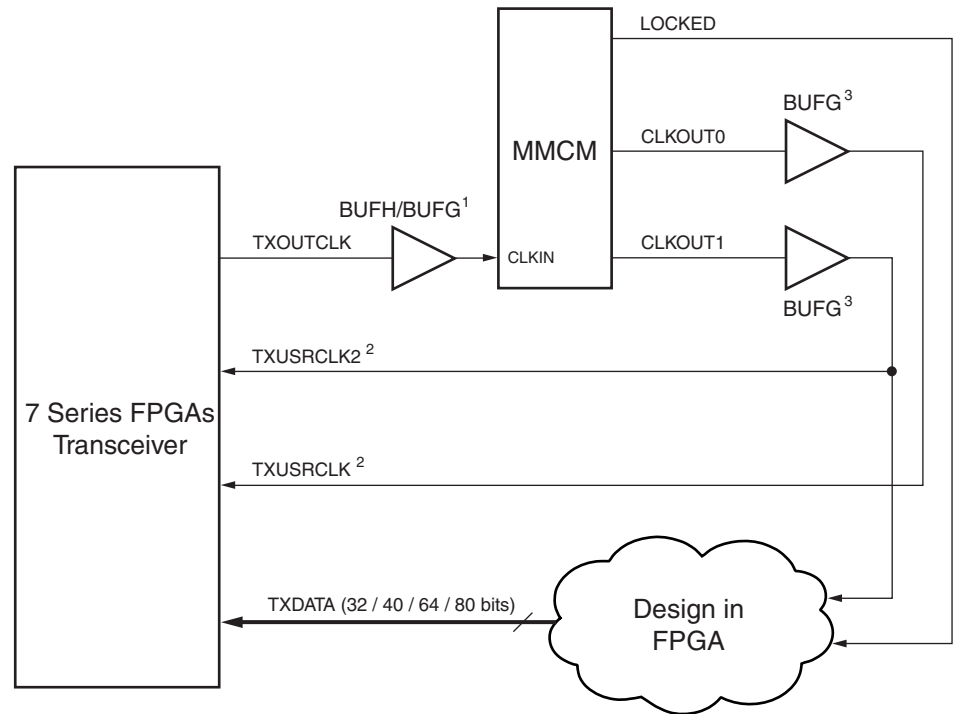 LOCKED
BUFG³
MMCM
CLKOUT0
BUFH/BUFG¹
TXOUTCLK
CLKIN
CLKOUT1
BUFG³
TXUSRCLK2 ²
7 Series FPGAs
Transceiver
TXUSRCLK ²
TXDATA (32 / 40 / 64 / 80 bits)
Design in
FPGA